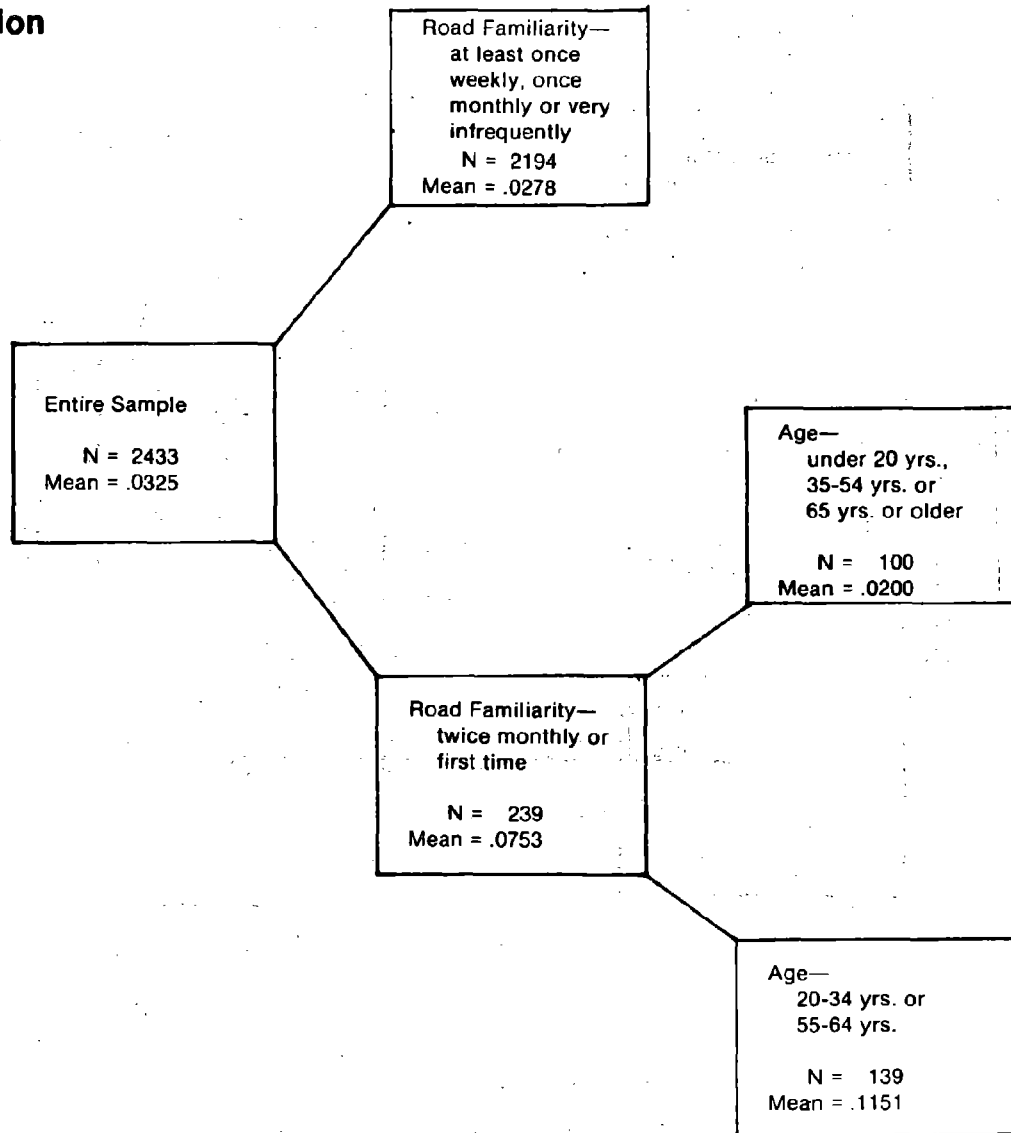 Road Familiarity—
at least once
weekly, once
monthly or very
infrequently
N = 2194
Mean = .0278
Entire Sample
N = 2433
Mean = .0325
Age—
under 20 yrs.,
35-54 yrs. or
65 yrs. or older
N = 100
Mean = .0200
Road Familiarity—
twice monthly or
first time
N = 239
Mean = .0753
Age—
20-34 yrs. or
55-64 yrs.
N = 139
Mean = .1151